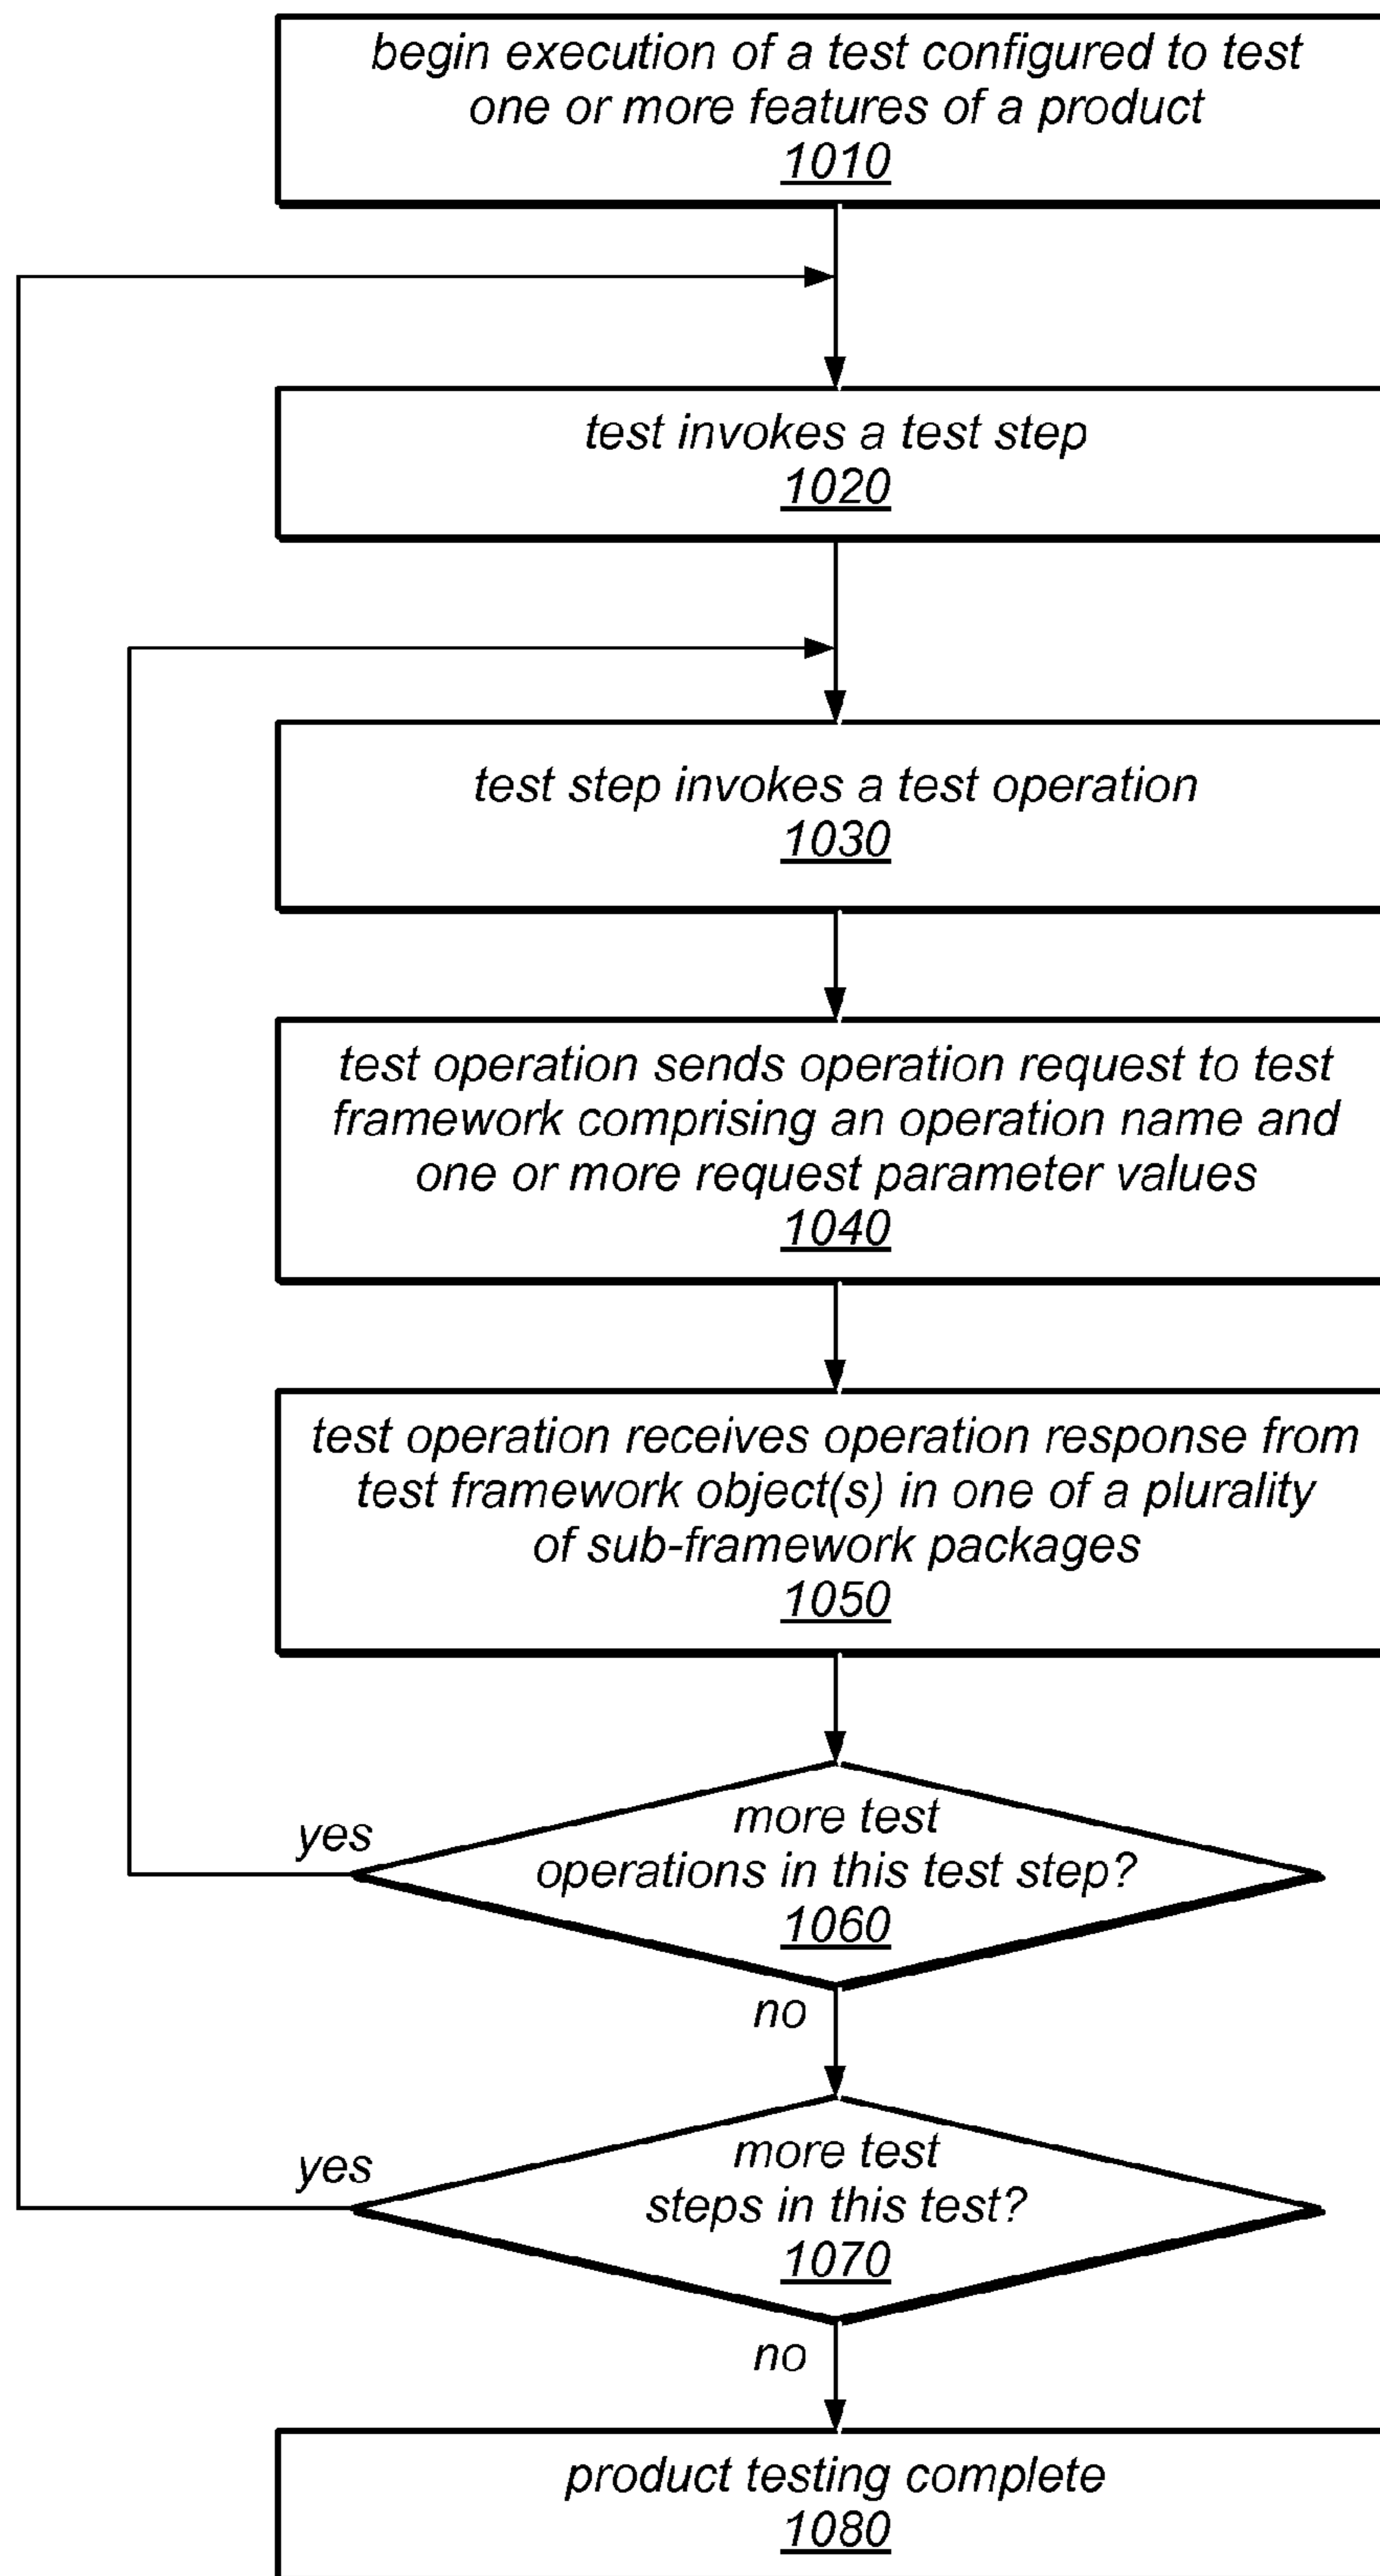 begin execution of a test configured to test
one or more features of a product
1010
test invokes a test step
1020
test step invokes a test operation
1030
test operation sends operation request to test
framework comprising an operation name and
one or more request parameter values
1040
test operation receives operation response from
test framework object(s) in one of a plurality
of sub-framework packages
1050
yes
more test
operations in this test step?
1060
no
yes
more test
steps in this test?
1070
no
product testing complete
1080